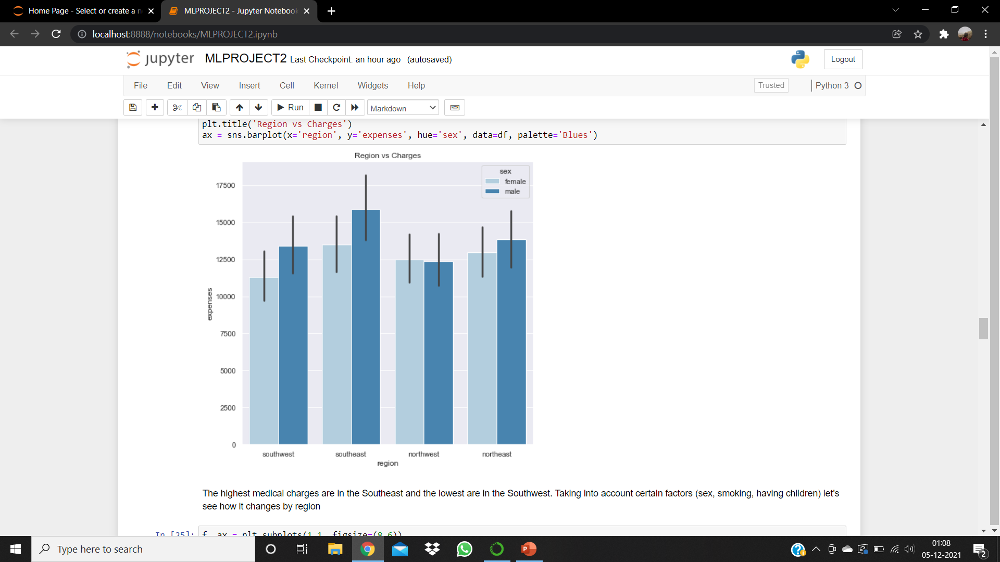 Home Page - Select or create a n
MLPROJECT2 - Jupyter Notebook
localhost:8888/notebooks/MLPROJECT2.ipynb
jupyter MLPROJECT2 Last Checkpoint: an hour ago (autosaved)
Logout
File Edit View Insert Cell Kernel Widgets Help
Trusted
Python 3
Run
Markdown
plt.title('Region vs Charges')
ax = sns.barplot(x='region', y='expenses', hue='sex', data=df, palette='Blues')
Region vs Charges
sex
female
male
17500
15000
12500
10000
7500
5000
2500
0
expenses
southwest southeast northwest northeast
region
The highest medical charges are in the Southeast and the lowest are in the Southwest. Taking into account certain factors (sex, smoking, having children) let's
see how it changes by region
In [25]: f, ax = plt.subplots(1,1, figsize=(8,6))
Type here to search
P
01:08
05-12-2021
2